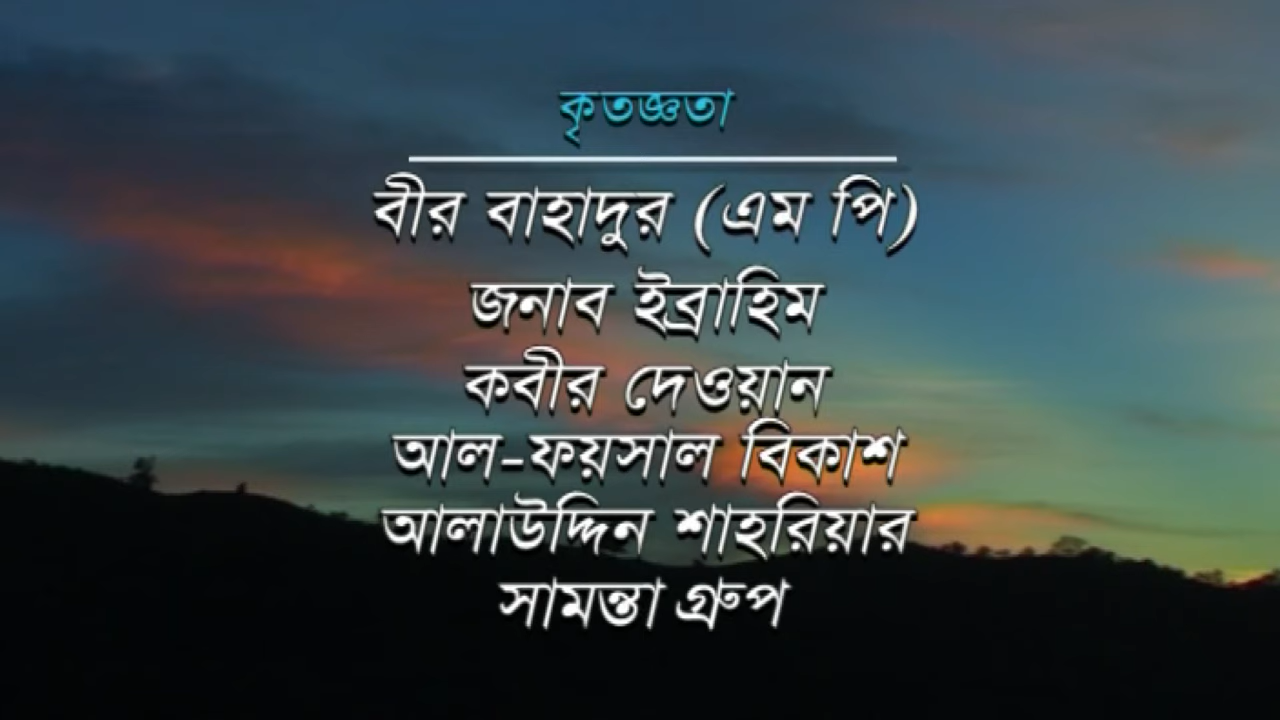 কৃতজ্ঞতা
বীর বাহাদুর (এম পি)
জনাব ইব্রাহিম
কবীর দেওয়ান
আল-ফয়সাল বিকাশ
আলাউদ্দিন শাহরিয়ার
সামন্তা গ্রুপ